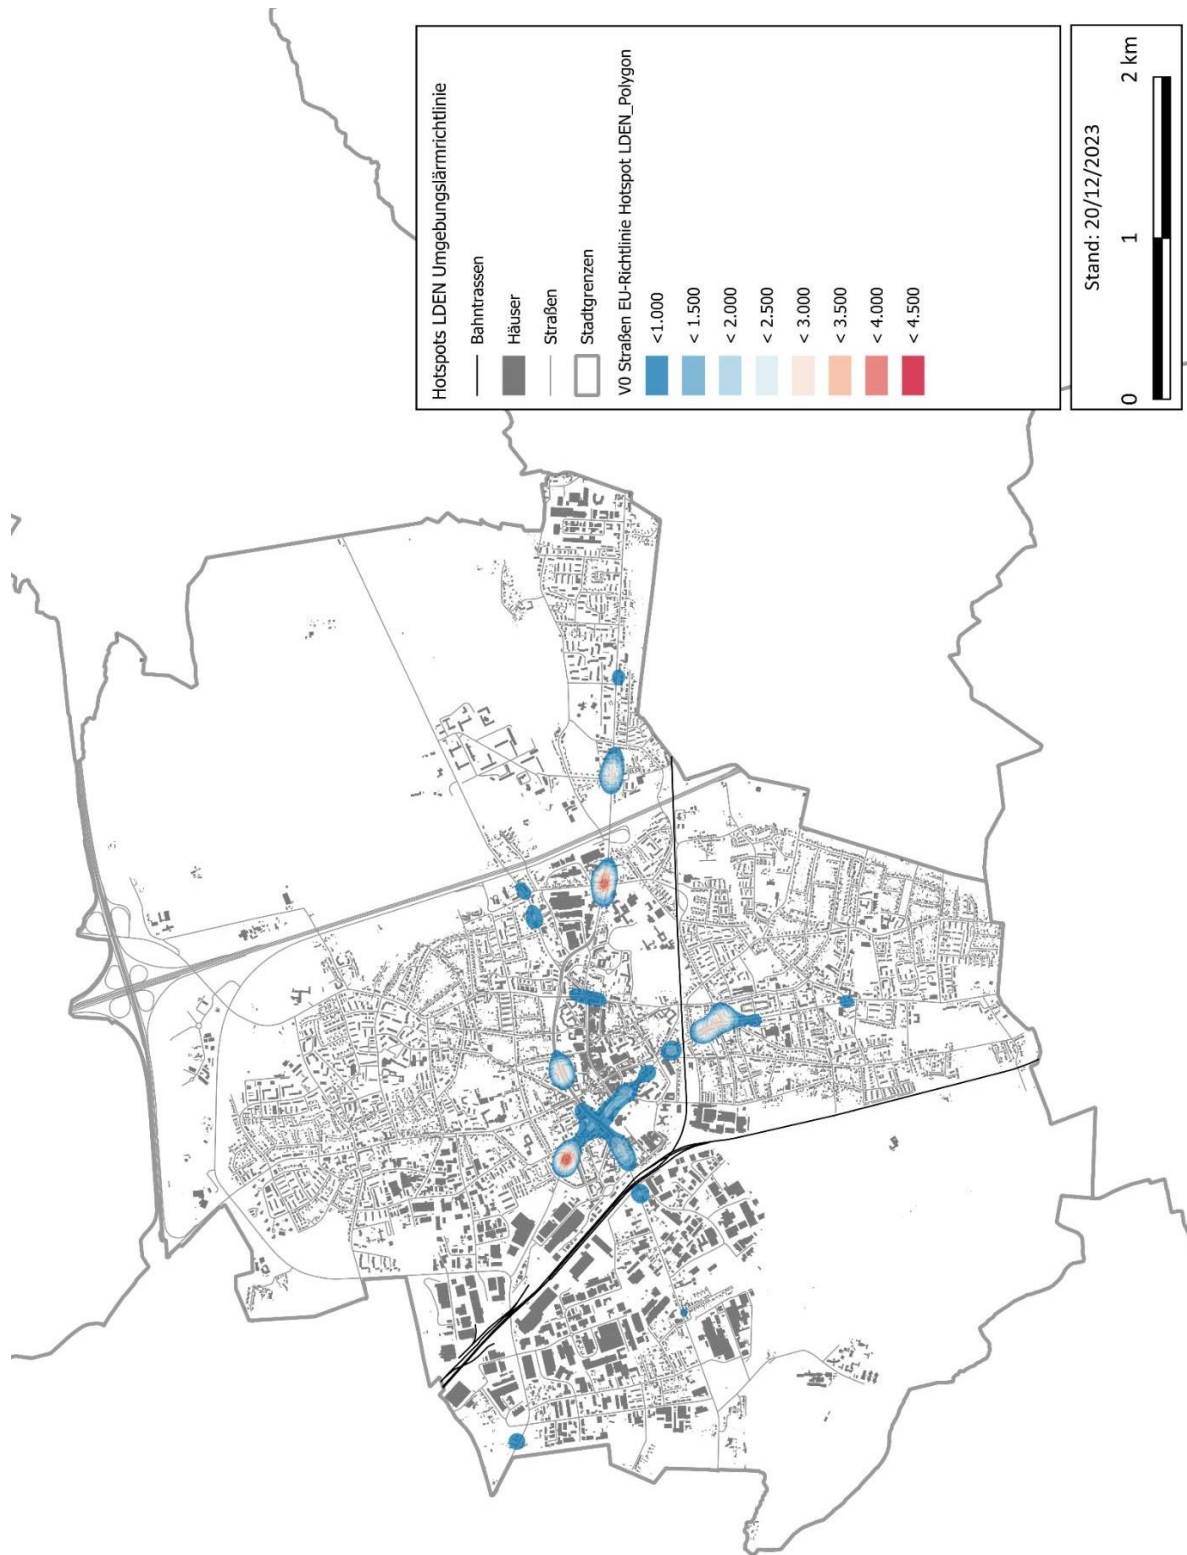 Hotspots LDEN Umgebungslärmrichtlinie
Bahntrassen
Häuser
Straßen
Stadtgrenzen
V0 Straßen EU-Richtlinie Hotspot LDEN_Polygon
<1.000
< 1.500
< 2.000
< 2.500
< 3.000
< 3.500
< 4.000
< 4.500
Stand: 20/12/2023
0 1 2 km